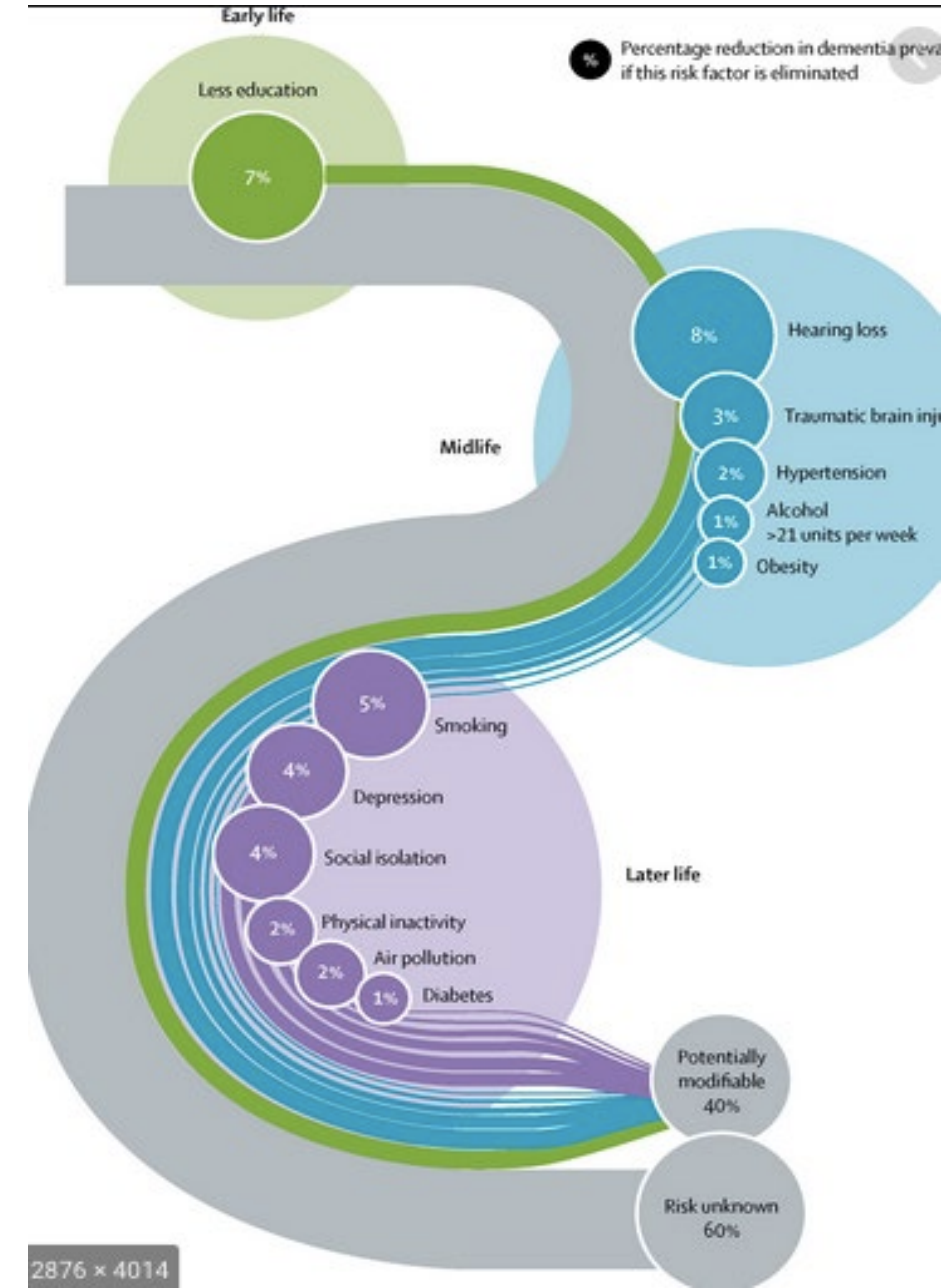 Early life
% Percentage reduction in dementia
if this risk factor is eliminated
Less education
7%
8%
Hearing loss
3%
Traumatic brain
Midlife
2%
Hypertension
1%
Alcohol
>21 units per week
1%
Obesity
5%
Smoking
4%
Depression
4%
Social isolation
Later life
2%
Physical inactivity
2%
Air pollution
1%
Diabetes
Potentially
modifiable
40%
Risk unknown
60%
2876 × 4014